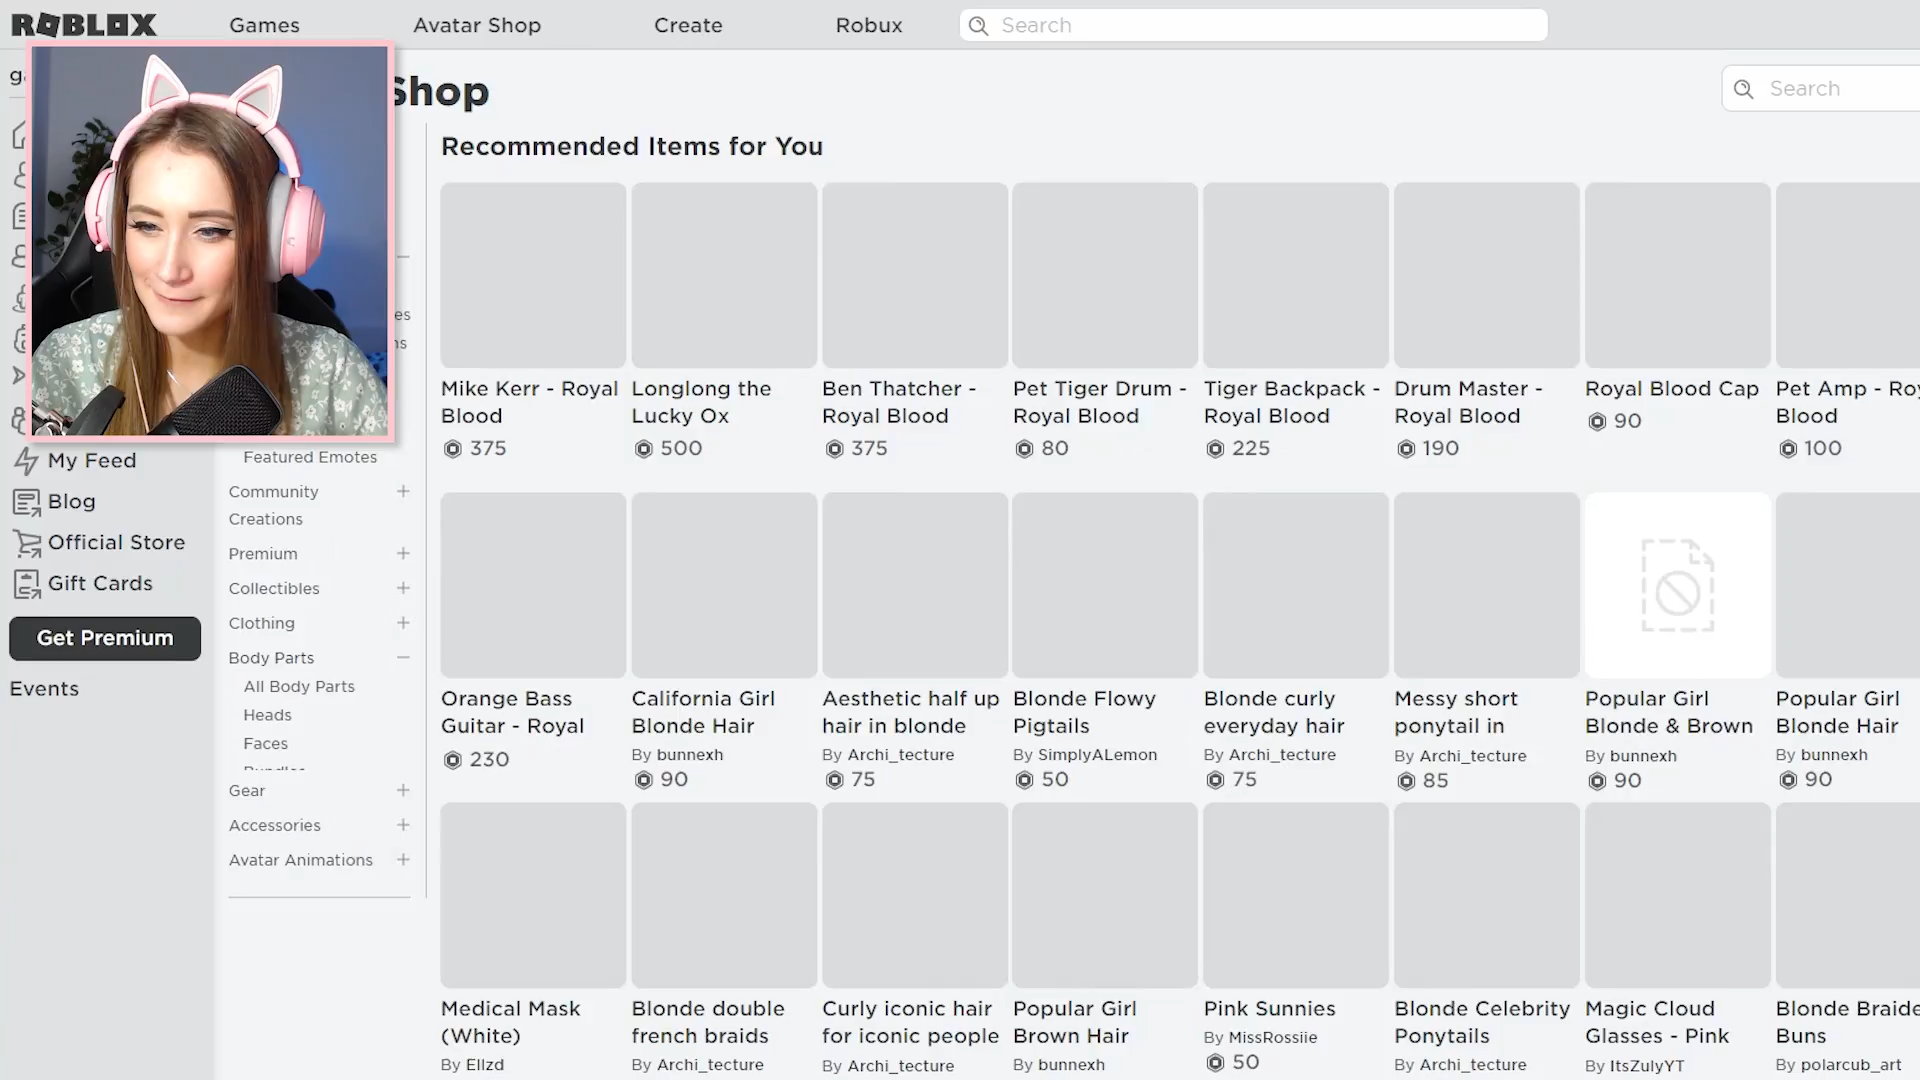 ROBLOX
Games
Avatar Shop
Create
Robux
Search
Shop
Search
Recommended Items for You
Mike Kerr - Royal
Blood
375
Longlong the
Lucky Ox
500
Ben Thatcher -
Royal Blood
375
Pet Tiger Drum -
Royal Blood
80
Tiger Backpack -
Royal Blood
225
Drum Master -
Royal Blood
190
Royal Blood Cap
90
Pet Amp - Roy
Blood
100
My Feed
Blog
Official Store
Gift Cards
Get Premium
Events
Featured Emotes
Community
Creations
Premium
Collectibles
Clothing
Body Parts
All Body Parts
Heads
Faces
Gear
Accessories
Avatar Animations
Orange Bass
Guitar - Royal
230
California Girl
Blonde Hair
By bunnexh
90
Aesthetic half up
hair in blonde
By Archi_tecture
75
Blonde Flowy
Pigtails
By SimplyALemon
50
Blonde curly
everyday hair
By Archi_tecture
75
Messy short
ponytail in
By Archi_tecture
85
Popular Girl
Blonde & Brown
By bunnexh
90
Popular Girl
Blonde Hair
By bunnexh
90
Medical Mask
(White)
By Ellzd
Blonde double
french braids
By Archi_tecture
Curly iconic hair
for iconic people
By Archi_tecture
Popular Girl
Brown Hair
By bunnexh
Pink Sunnies
By MissRossiie
50
Blonde Celebrity
Ponytails
By Archi_tecture
Magic Cloud
Glasses - Pink
By ItsZulyYT
Blonde Braide
Buns
By polarcub_art